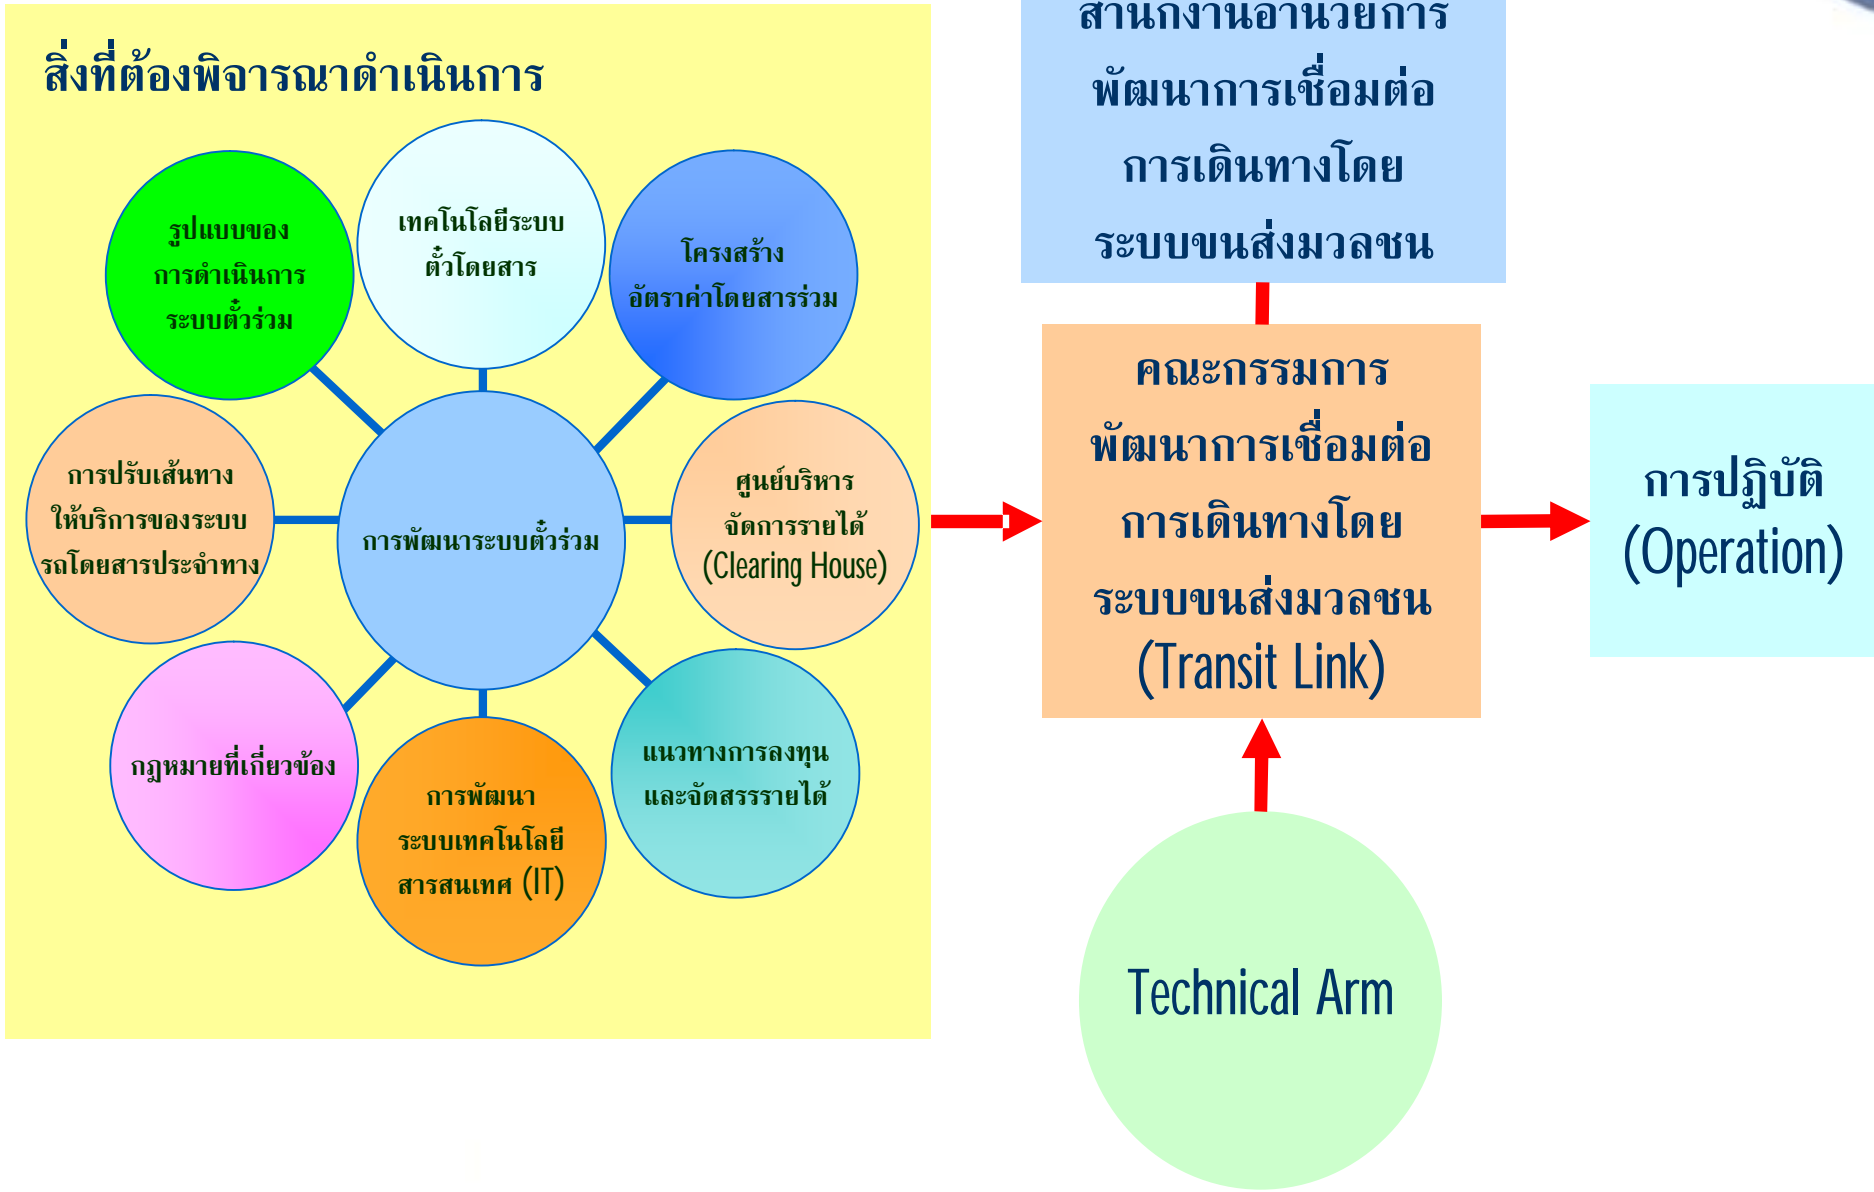 สิ่งที่ต้องพิจารณาดำเนินการ
รูปแบบของ
การดำเนินการ
ระบบตั๋วร่วม
เทคโนโลยีระบบ
ตั๋วโดยสาร
โครงสร้าง
อัตราค่าโดยสารร่วม
การปรับเส้นทาง
ให้บริการของระบบ
รถโดยสารประจำทาง
การพัฒนาระบบตั๋วร่วม
ศูนย์บริหาร
จัดการรายได้
(Clearing House)
กฎหมายที่เกี่ยวข้อง
การพัฒนา
ระบบเทคโนโลยี
สารสนเทศ (IT)
แนวทางการลงทุน
และจัดสรรรายได้
สำนักงานอำนวยการ
พัฒนาการเชื่อมต่อ
การเดินทางโดย
ระบบขนส่งมวลชน
คณะกรรมการ
พัฒนาการเชื่อมต่อ
การเดินทางโดย
ระบบขนส่งมวลชน
(Transit Link)
การปฏิบัติ
(Operation)
Technical Arm